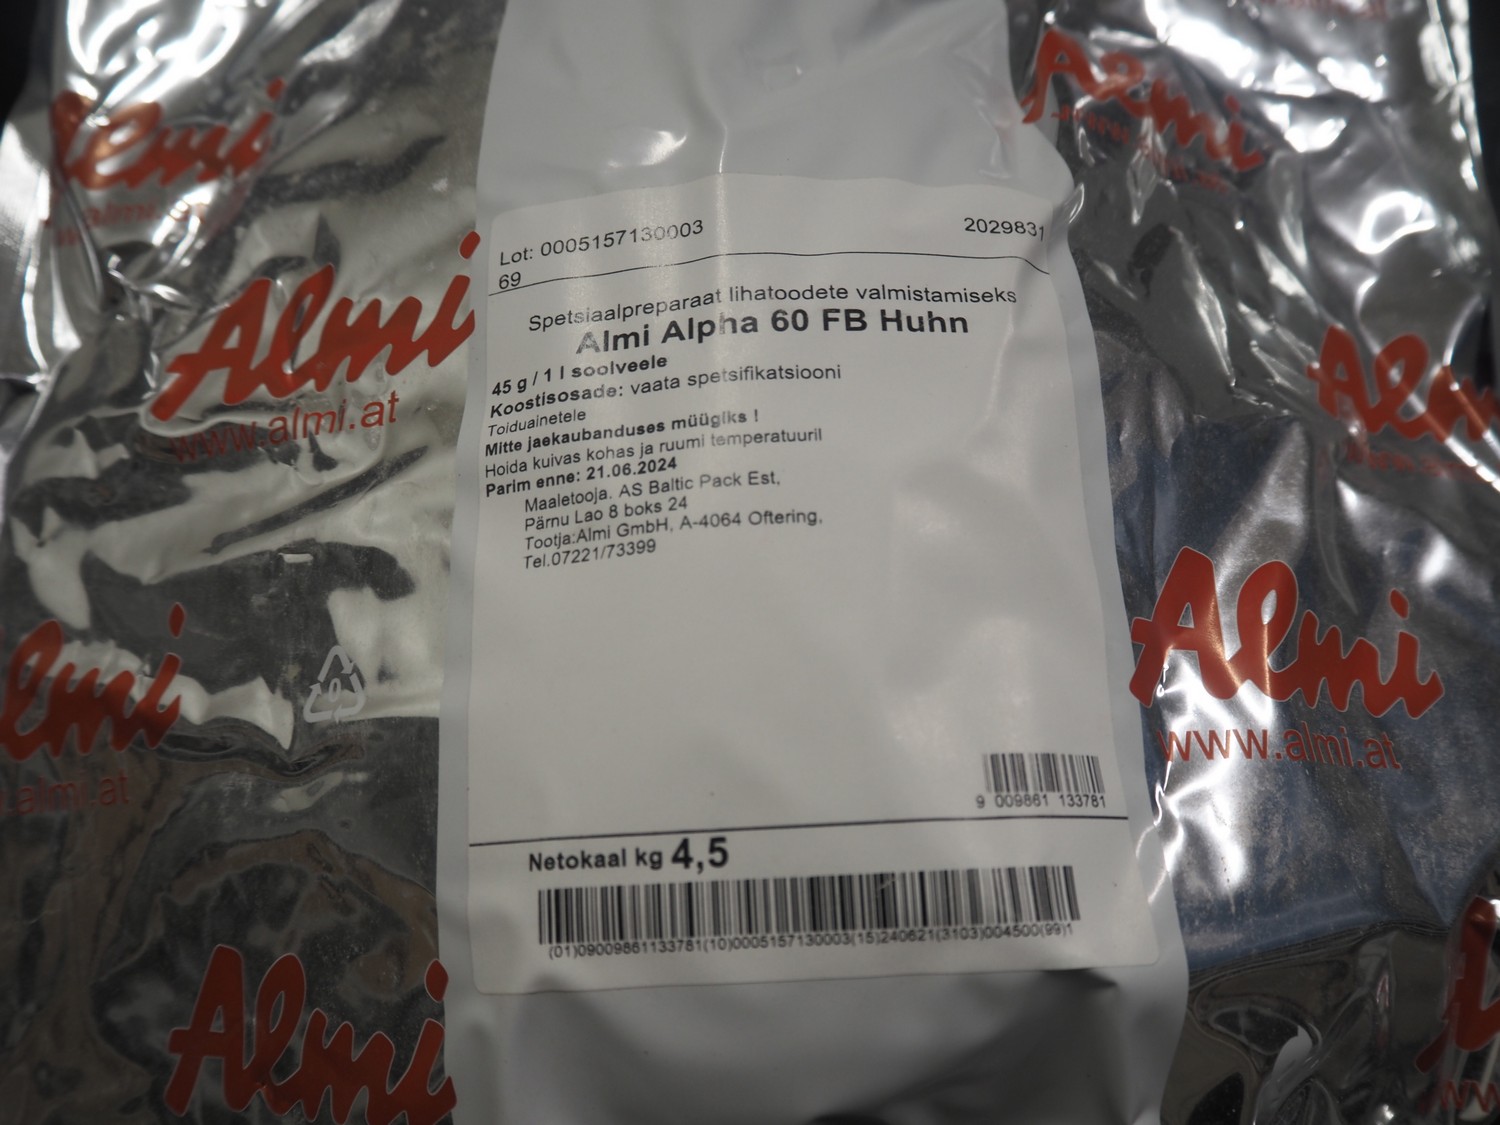 Almi
Almi
Almi
www.almi.at
Almi
www.almi.at
Almi
Lot: 0005157130003
69
2029831
Spetsiaalpreparaat lihatoodete valmistamiseks
Almi Alpha 60 FB Huhn
45 g / 1 l soolveele
Koostisosade: vaata spetsifikatsiooni
Toiduainetele
Mitte jaekaubanduses müügiks !
Hoida kuivas kohas ja ruumi temperatuuril
Parim enne: 21.06.2024
Maaletooja. AS Baltic Pack Est,
Pärnu Lao 8 boks 24
Tootja:Almi GmbH, A-4064 Oftering,
Tel.07221/73399
9 009861 133781
Netokaal kg 4,5
(01)09009861133781(10)0005157130003(15)240621(3103)004500(99)1